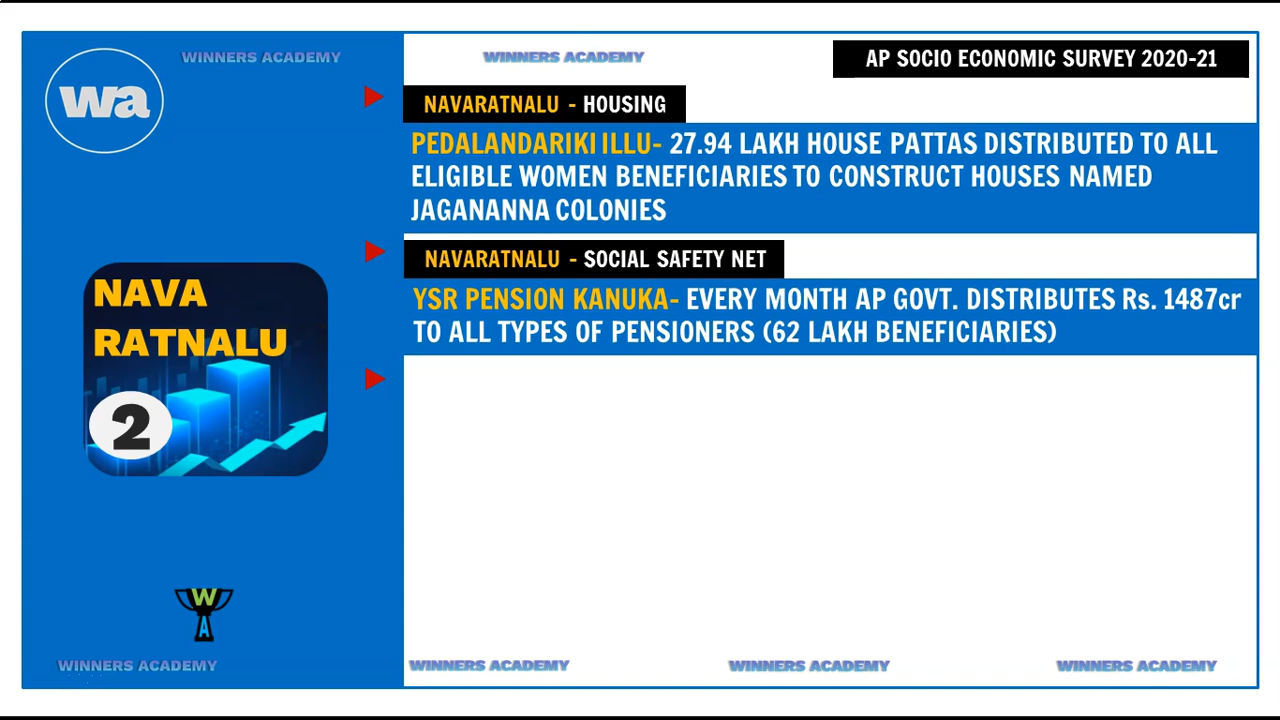 WINNERS ACADEMY
WINNERS ACADEMY
AP SOCIO ECONOMIC SURVEY 2020-21
wa
NAVARATNALU - HOUSING
PEDALANDARIKI ILLU- 27.94 LAKH HOUSE PATTAS DISTRIBUTED TO ALL
ELIGIBLE WOMEN BENEFICIARIES TO CONSTRUCT HOUSES NAMED
JAGANANNA COLONIES
NAVARATNALU - SOCIAL SAFETY NET
YSR PENSION KANUKA- EVERY MONTH AP GOVT. DISTRIBUTES Rs. 1487cr
TO ALL TYPES OF PENSIONERS (62 LAKH BENEFICIARIES)
NAVA
RATNALU
2
W
A
WINNERS ACADEMY
WINNERS ACADEMY
WINNERS ACADEMY
WINNERS ACADEMY